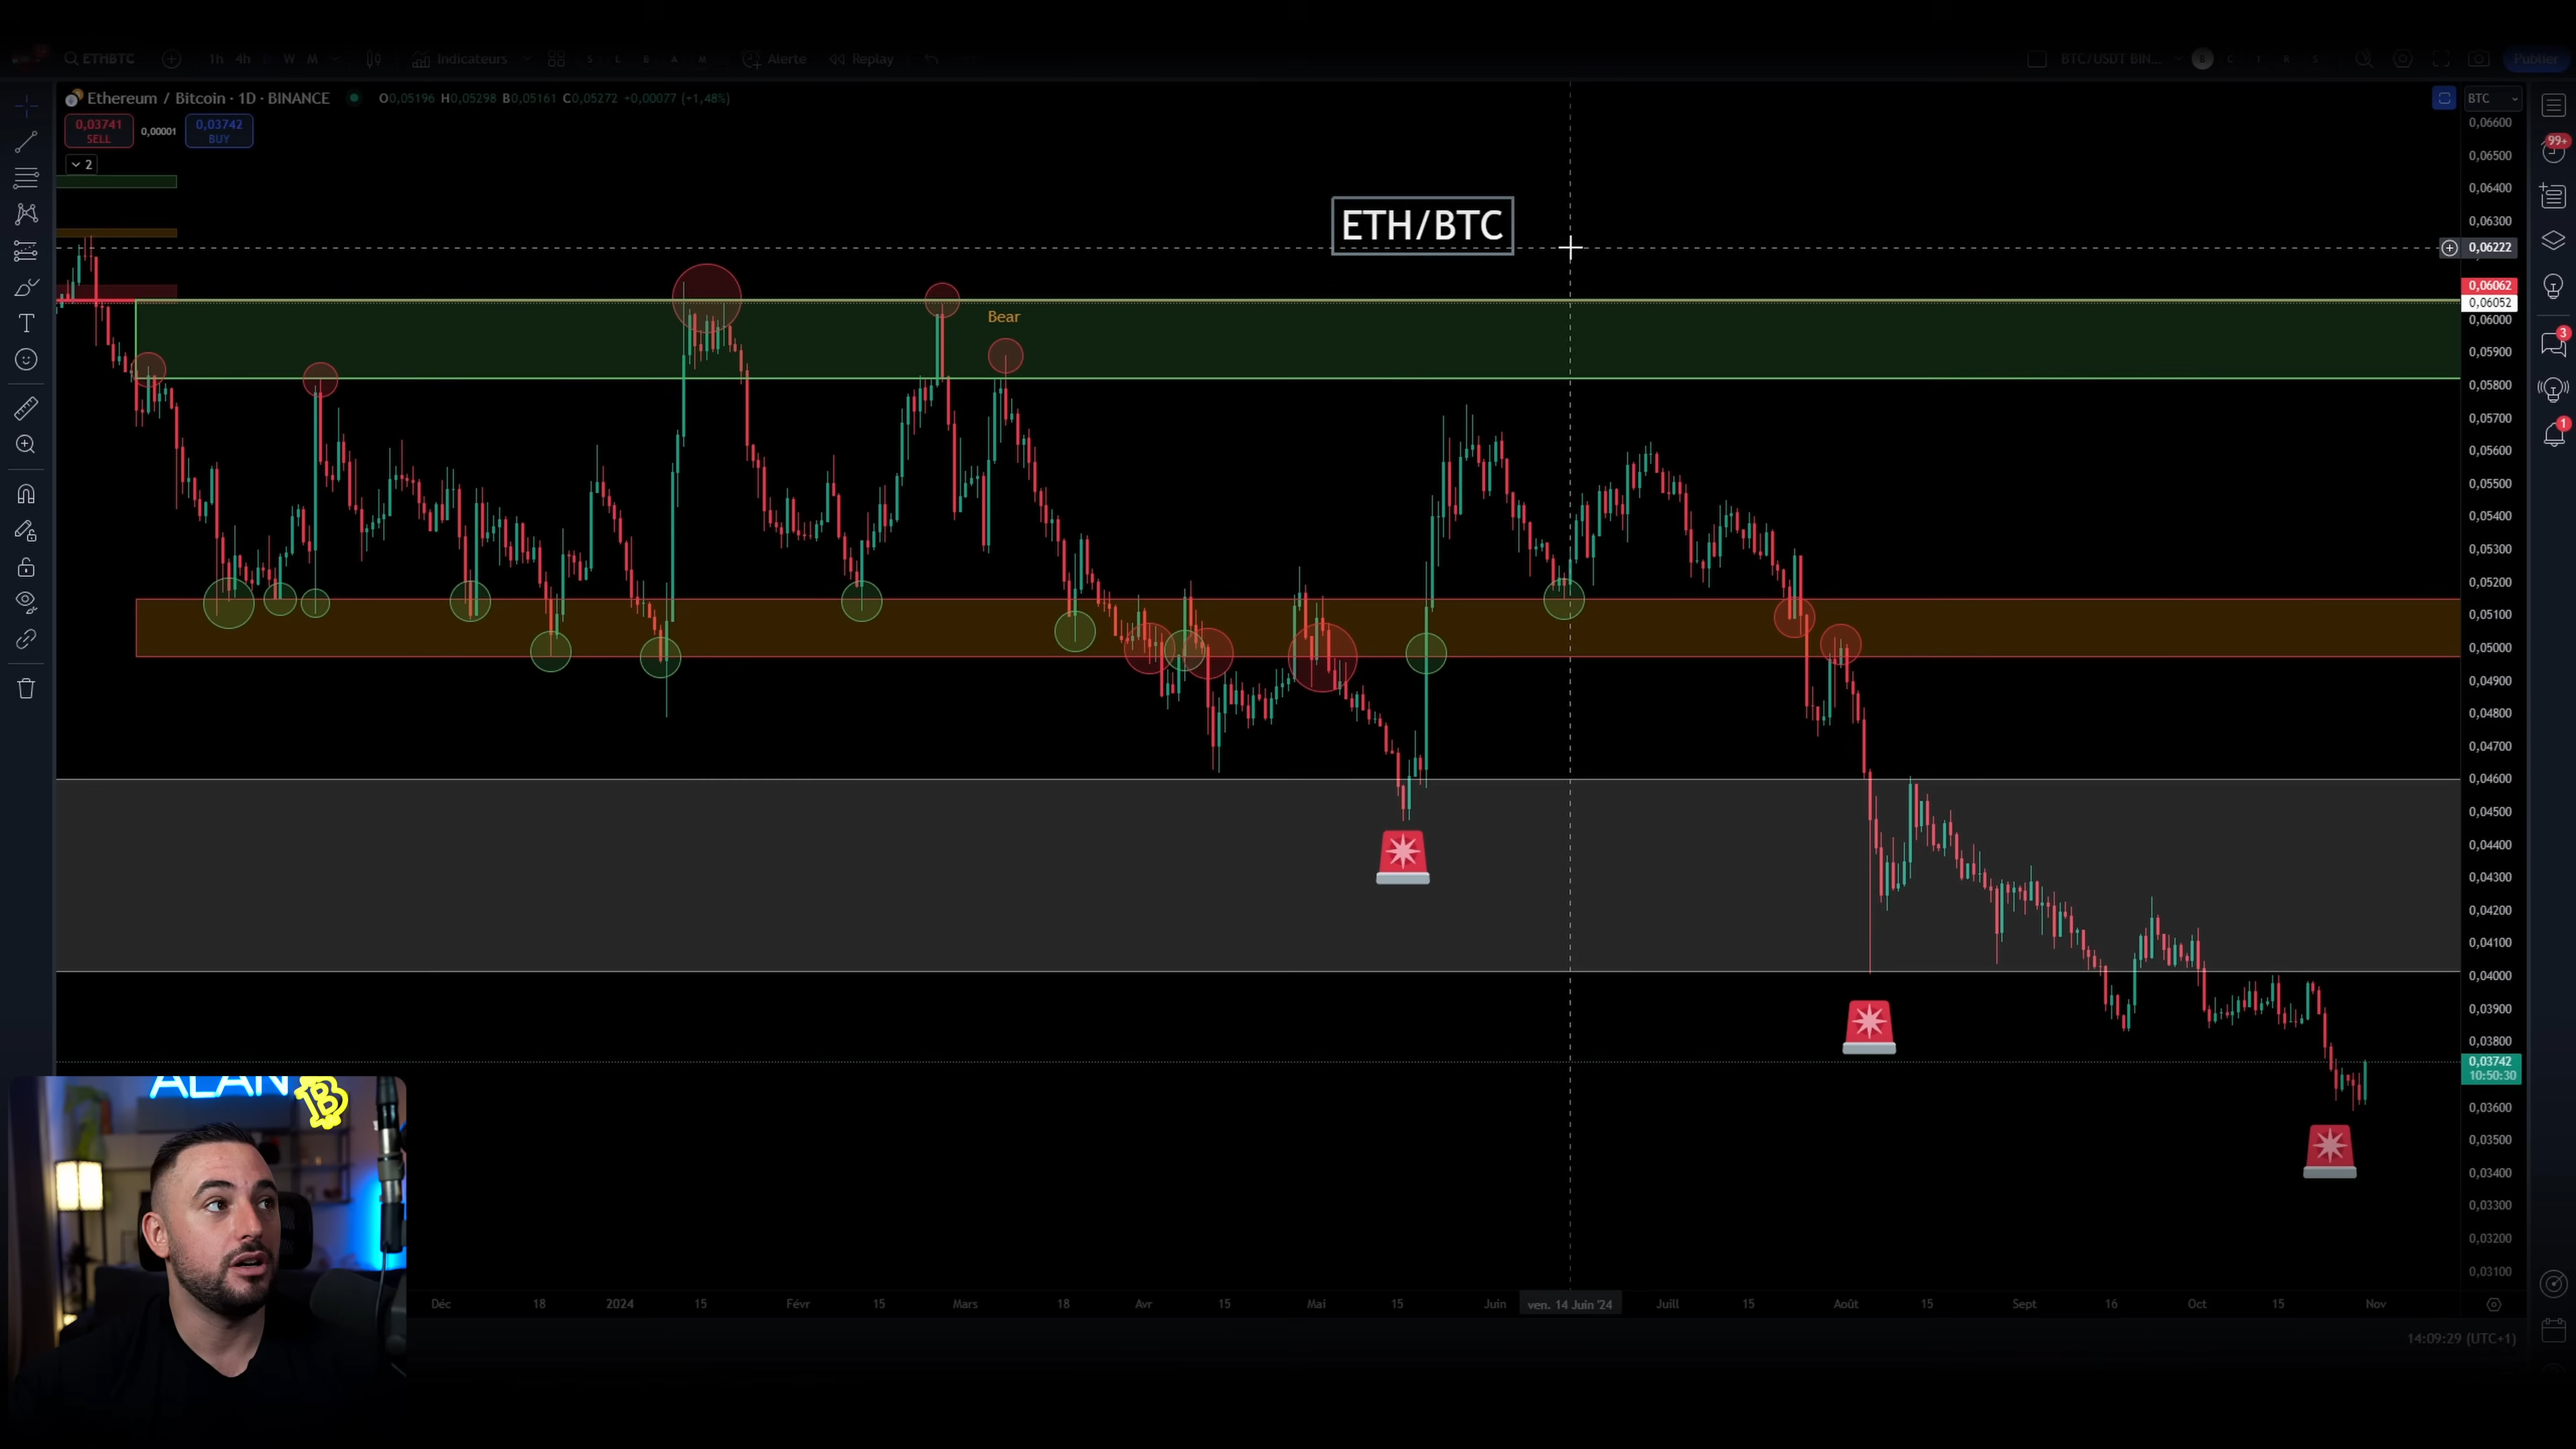 ETHBTC
1h 4h W M
Indicateurs
S L B A M
Alerte
Replay
BTC/USDT BIN...
Publier
Ethereum / Bitcoin · 1D · BINANCE
O0,05196 H0,05298 B0,05161 C0,05272 +0,00077 (+1,48%)
0,03741
SELL
0,00001
0,03742
BUY
2
BTC
ETH/BTC
Bear
0,06600
0,06500
0,06400
0,06300
0,06222
0,06062
0,06052
0,06000
0,05900
0,05800
0,05700
0,05600
0,05500
0,05400
0,05300
0,05200
0,05100
0,05000
0,04900
0,04800
0,04700
0,04600
0,04500
0,04400
0,04300
0,04200
0,04100
0,04000
0,03900
0,03800
0,03742
10:50:30
0,03600
0,03500
0,03400
0,03300
0,03200
0,03100
99+
3
1
ALAN
Déc 18 2024 15 Févr 15 Mars 18 Avr 15 Mai 15 Juin ven. 14 Juin '24 Juill 15 Août 15 Sept 16 Oct 15 Nov
14:09:29 (UTC+1)